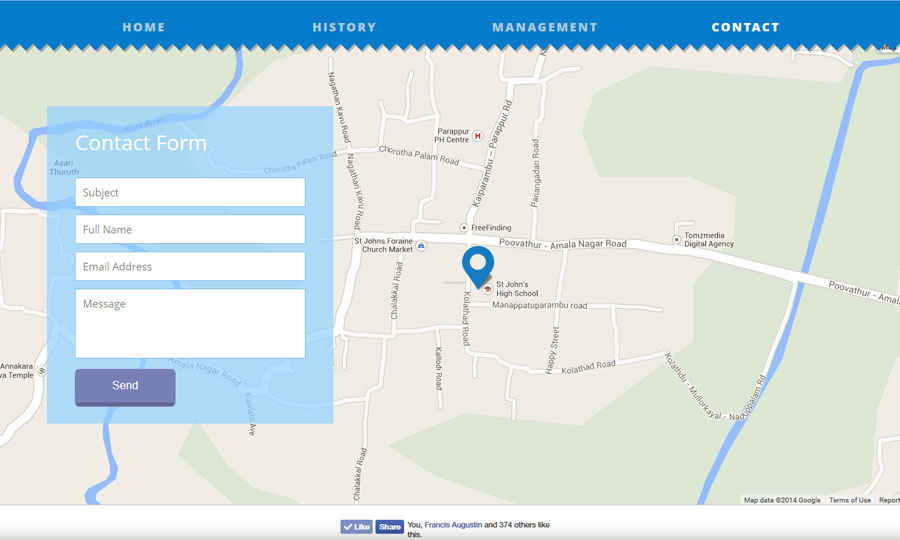 HOME HISTORY MANAGEMENT CONTACT
Contact Form
Subject
Full Name
Email Address
Message
Send
Aloor River
Asari
Thuruth
Chorotha Palam Road
Nagathan Kavu Road
Nagathan Kavu Road
Parappur
PH Centre
H
Chorotha Palam Road
Kaiparambu - Parappur Rd
Panangadan Road
FreeFinding
St Johns Foraine
Church Market
Poovathur - Amala Nagar Road
Tomzmedia
Digital Agency
St John's
High School
Manappatuparambu road
Poovathur - Amala
Chalakkal Road
Kolathad Road
Kailodi Road
Happy Street
Kolathad Road
Kolathdu - Mullorkayal - Naduppalam Rd
Annakara
va Temple
Amala Nagar Road
Kunnath Ave
Chalakkal Road
Map data ©2014 Google Terms of Use Report
Like Share You, Francis Augustin and 374 others like
this.